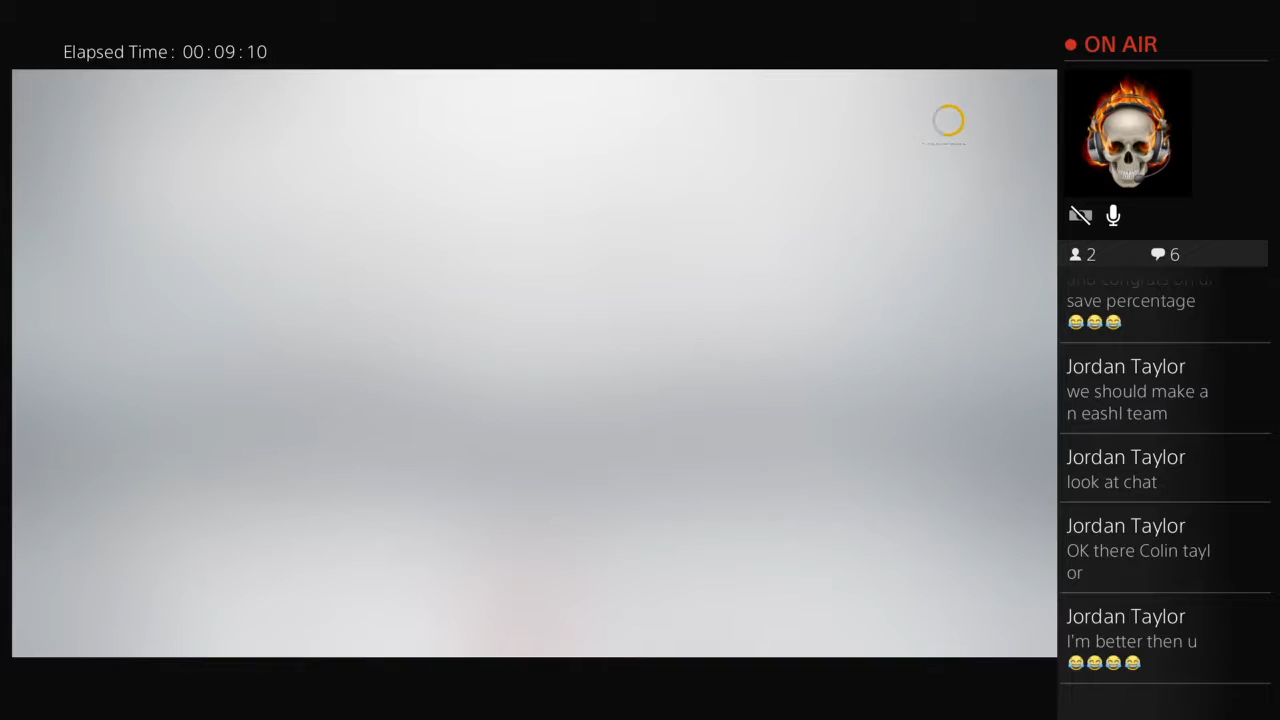 Elapsed Time: 00:09:10
ON AIR
2
6
save percentage
😂😂😂
Jordan Taylor
we should make a
n eashl team
Jordan Taylor
look at chat
Jordan Taylor
OK there Colin tayl
or
Jordan Taylor
I'm better then u
😂😂😂😂